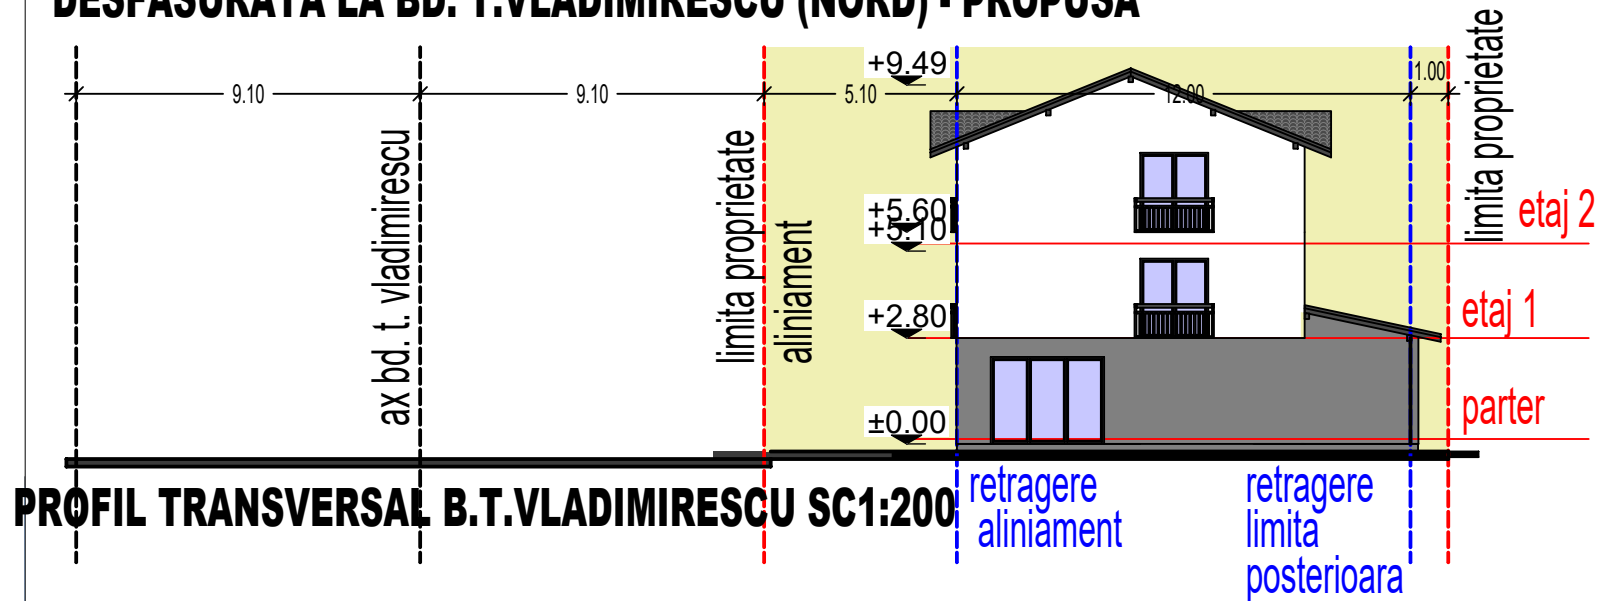 DESFASURATA LA BD. T.VLADIMIRESCU (NORD) - PROPUSA
9.10
9.10
5.10
12.00
1.00
+9.49
+5.60
+5.10
+2.80
±0.00
ax bd. t. vladimirescu
limita proprietate
aliniament
limita proprietate
etaj 2
etaj 1
parter
PROFIL TRANSVERSAL B.T.VLADIMIRESCU SC1:200
retragere
aliniament
retragere
limita
posterioara